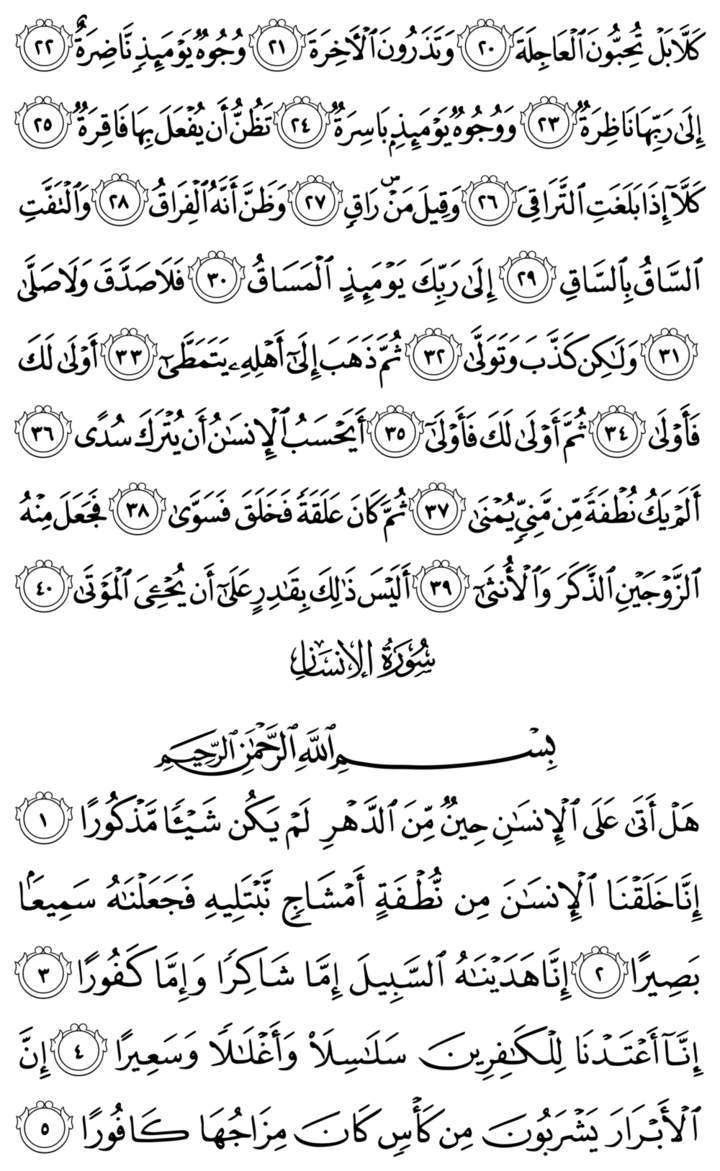 كَلَّا بَلْ تُحِبُّونَ ٱلْعَاجِلَةَ ٢٠ وَتَذَرُونَ ٱلْأٓخِرَةَ ٢١ وُجُوهٌ يَوْمَئِذٍ نَّاضِرَةٌ ٢٢
إِلَىٰ رَبِّهَا نَاظِرَةٌ ٢٣ وَوُجُوهٌ يَوْمَئِذِۭ بَاسِرَةٌ ٢٤ تَظُنُّ أَن يُفْعَلَ بِهَا فَاقِرَةٌ ٢٥
كَلَّآ إِذَا بَلَغَتِ ٱلتَّرَاقِىَ ٢٦ وَقِيلَ مَنْۜ رَاقٍ ٢٧ وَظَنَّ أَنَّهُ ٱلْفِرَاقُ ٢٨ وَٱلْتَفَّتِ
ٱلسَّاقُ بِٱلسَّاقِ ٢٩ إِلَىٰ رَبِّكَ يَوْمَئِذٍ ٱلْمَسَاقُ ٣٠ فَلَا صَدَّقَ وَلَا صَلَّىٰ
٣١ وَلَٰكِن كَذَّبَ وَتَوَلَّىٰ ٣٢ ثُمَّ ذَهَبَ إِلَىٰٓ أَهْلِهِۦ يَتَمَطَّىٰٓ ٣٣ أَوْلَىٰ لَكَ
فَأَوْلَىٰ ٣٤ ثُمَّ أَوْلَىٰ لَكَ فَأَوْلَىٰٓ ٣٥ أَيَحْسَبُ ٱلْإِنسَٰنُ أَن يُتْرَكَ سُدًى ٣٦
أَلَمْ يَكُ نُطْفَةً مِّن مَّنِىٍّ يُمْنَىٰ ٣٧ ثُمَّ كَانَ عَلَقَةً فَخَلَقَ فَسَوَّىٰ ٣٨ فَجَعَلَ مِنْهُ
ٱلزَّوْجَيْنِ ٱلذَّكَرَ وَٱلْأُنثَىٰٓ ٣٩ أَلَيْسَ ذَٰلِكَ بِقَٰدِرٍ عَلَىٰٓ أَن يُحْـِۧىَ ٱلْمَوْتَىٰ ٤٠
سُورَةُ الإِنسَانِ
بِسْمِ ٱللَّهِ ٱلرَّحْمَٰنِ ٱلرَّحِيمِ
هَلْ أَتَىٰ عَلَى ٱلْإِنسَٰنِ حِينٌ مِّنَ ٱلدَّهْرِ لَمْ يَكُن شَيْـًٔا مَّذْكُورًا ١
إِنَّا خَلَقْنَا ٱلْإِنسَٰنَ مِن نُّطْفَةٍ أَمْشَاجٍ نَّبْتَلِيهِ فَجَعَلْنَٰهُ سَمِيعًۢا
بَصِيرًا ٢ إِنَّا هَدَيْنَٰهُ ٱلسَّبِيلَ إِمَّا شَاكِرًا وَإِمَّا كَفُورًا ٣
إِنَّآ أَعْتَدْنَا لِلْكَٰفِرِينَ سَلَٰسِلَا۟ وَأَغْلَٰلًا وَسَعِيرًا ٤ إِنَّ
ٱلْأَبْرَارَ يَشْرَبُونَ مِن كَأْسٍ كَانَ مِزَاجُهَا كَافُورًا ٥